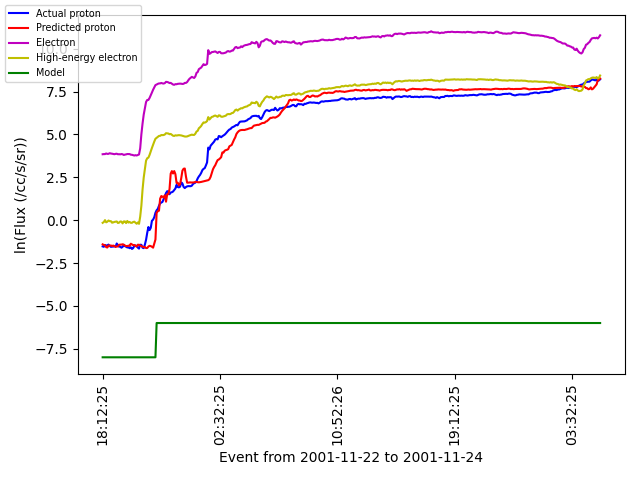 Actual proton
Predicted proton
Electron
High-energy electron
Model
10.0
7.5
5.0
2.5
0.0
−2.5
−5.0
−7.5
ln(Flux (/cc/s/sr))
18:12:25
02:32:25
10:52:26
19:12:25
03:32:25
Event from 2001-11-22 to 2001-11-24